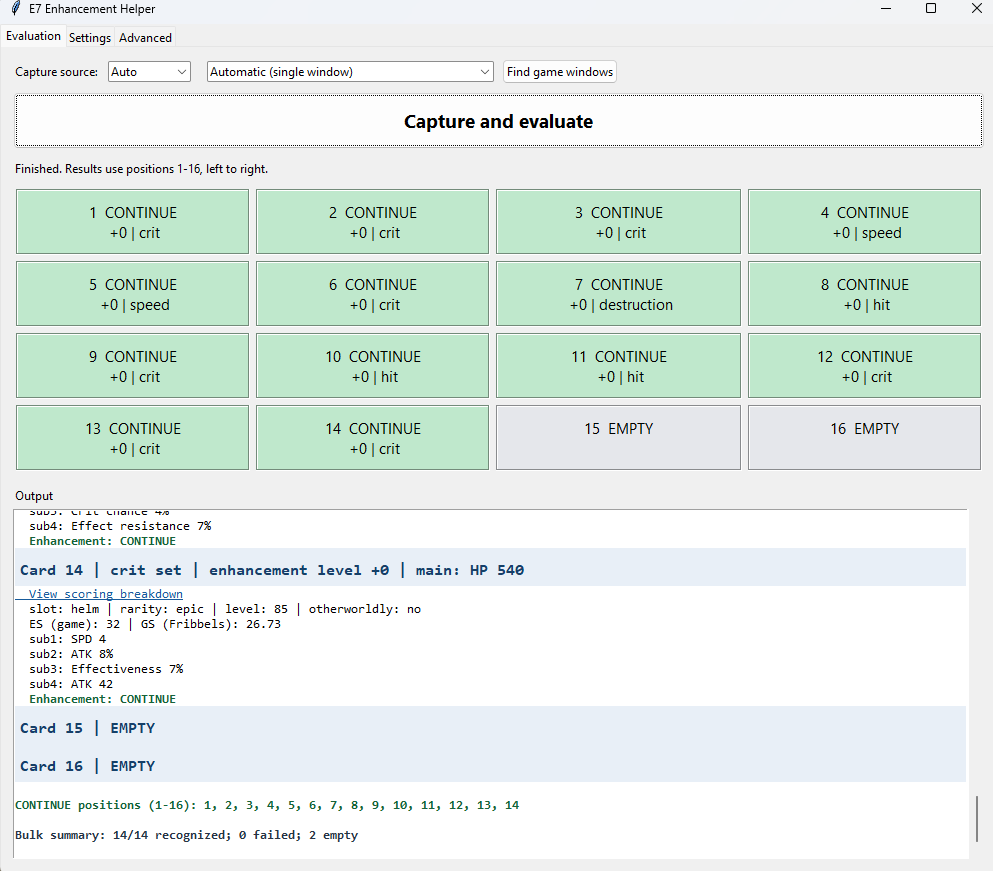 E7 Enhancement Helper
Evaluation Settings Advanced
Capture source: Auto Automatic (single window) Find game windows
Capture and evaluate
Finished. Results use positions 1-16, left to right.
1 CONTINUE
+0 | crit
2 CONTINUE
+0 | crit
3 CONTINUE
+0 | crit
4 CONTINUE
+0 | speed
5 CONTINUE
+0 | speed
6 CONTINUE
+0 | crit
7 CONTINUE
+0 | destruction
8 CONTINUE
+0 | hit
9 CONTINUE
+0 | crit
10 CONTINUE
+0 | hit
11 CONTINUE
+0 | hit
12 CONTINUE
+0 | crit
13 CONTINUE
+0 | crit
14 CONTINUE
+0 | crit
15 EMPTY
16 EMPTY
Output
sub3: Crit chance 4%
sub4: Effect resistance 7%
Enhancement: CONTINUE
Card 14 | crit set | enhancement level +0 | main: HP 540
View scoring breakdown
slot: helm | rarity: epic | level: 85 | otherworldly: no
ES (game): 32 | GS (Fribbels): 26.73
sub1: SPD 4
sub2: ATK 8%
sub3: Effectiveness 7%
sub4: ATK 42
Enhancement: CONTINUE
Card 15 | EMPTY
Card 16 | EMPTY
CONTINUE positions (1-16): 1, 2, 3, 4, 5, 6, 7, 8, 9, 10, 11, 12, 13, 14
Bulk summary: 14/14 recognized; 0 failed; 2 empty